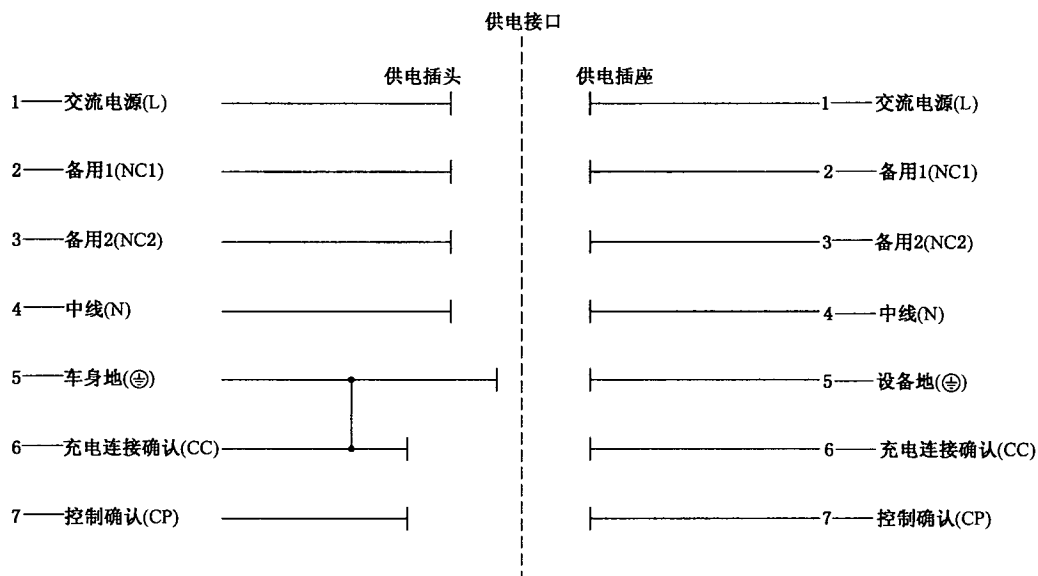 供电接口
供电插头 供电插座
1 交流电源(L) 1 交流电源(L)
2 备用1(NC1) 2 备用1(NC1)
3 备用2(NC2) 3 备用2(NC2)
4 中线(N) 4 中线(N)
5 车身地(⏚) 5 设备地(⏚)
6 充电连接确认(CC) 6 充电连接确认(CC)
7 控制确认(CP) 7 控制确认(CP)